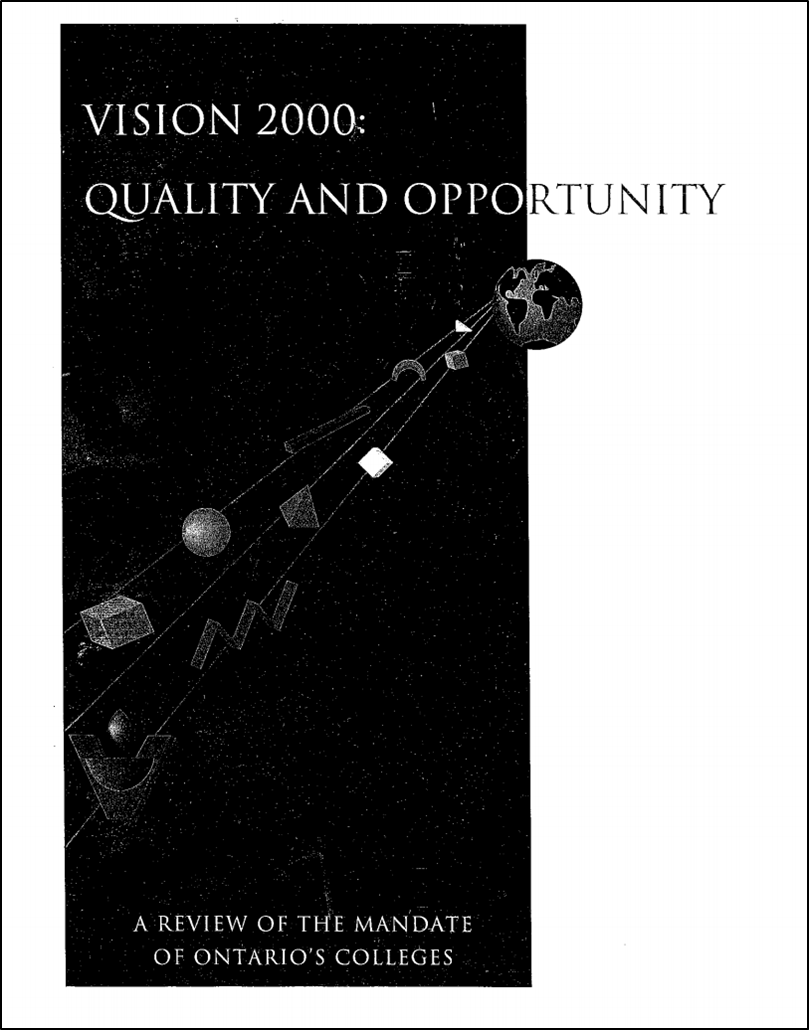 VISION 2000:
QUALITY AND OPPORTUNITY
A REVIEW OF THE MANDATE
OF ONTARIO'S COLLEGES